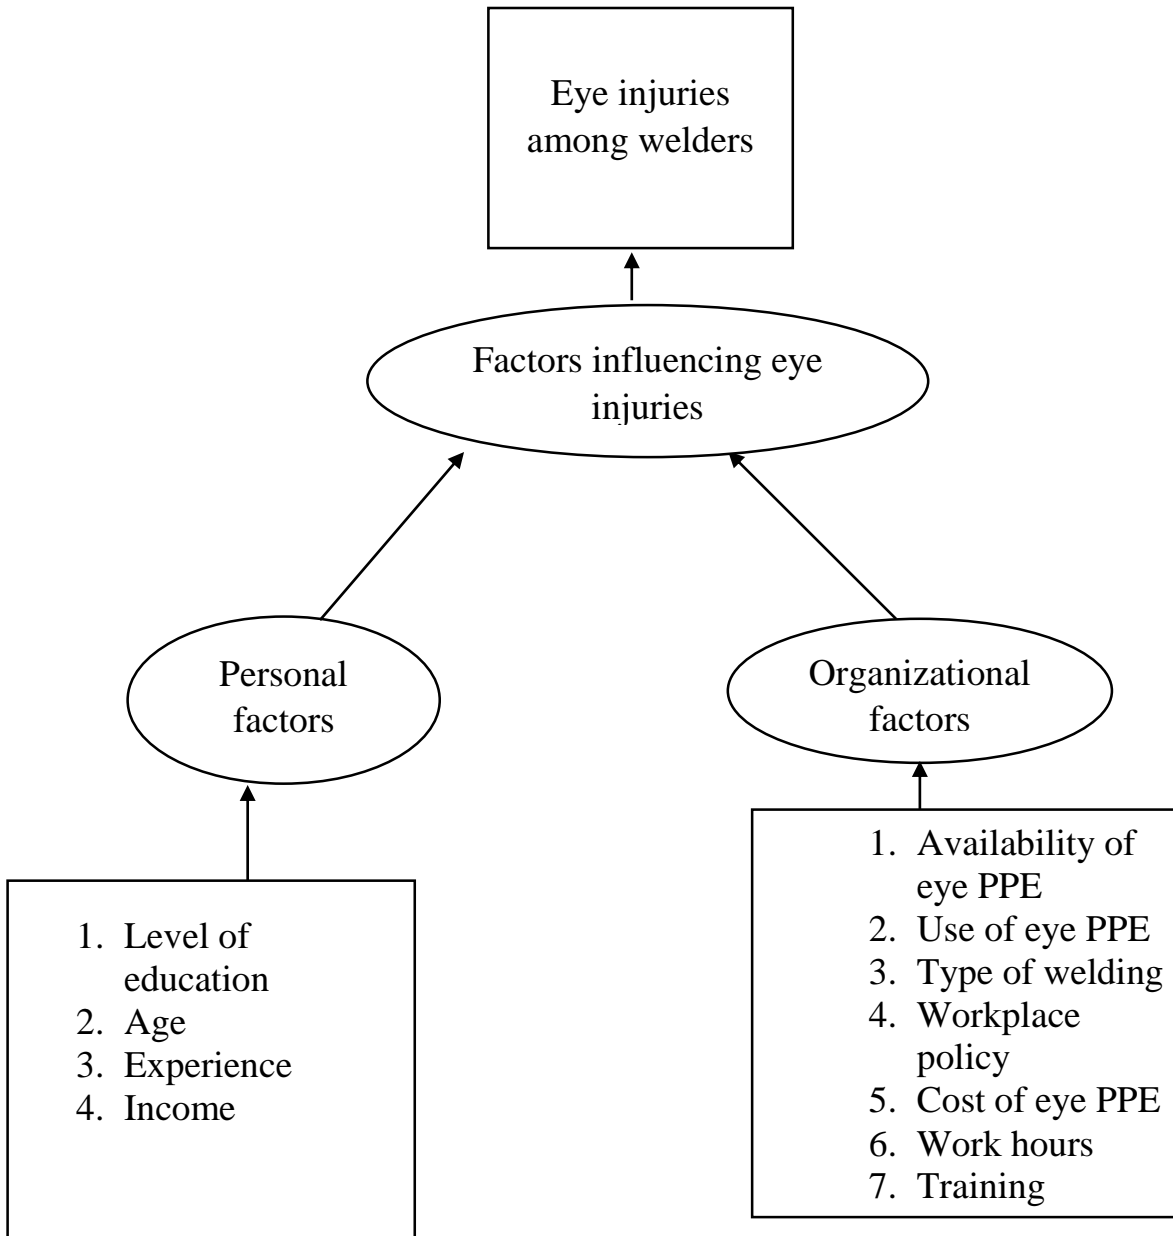 Eye injuries
among welders
Factors influencing eye
injuries
Personal
factors
Organizational
factors
1. Level of
education
2. Age
3. Experience
4. Income
1. Availability of
eye PPE
2. Use of eye PPE
3. Type of welding
4. Workplace
policy
5. Cost of eye PPE
6. Work hours
7. Training